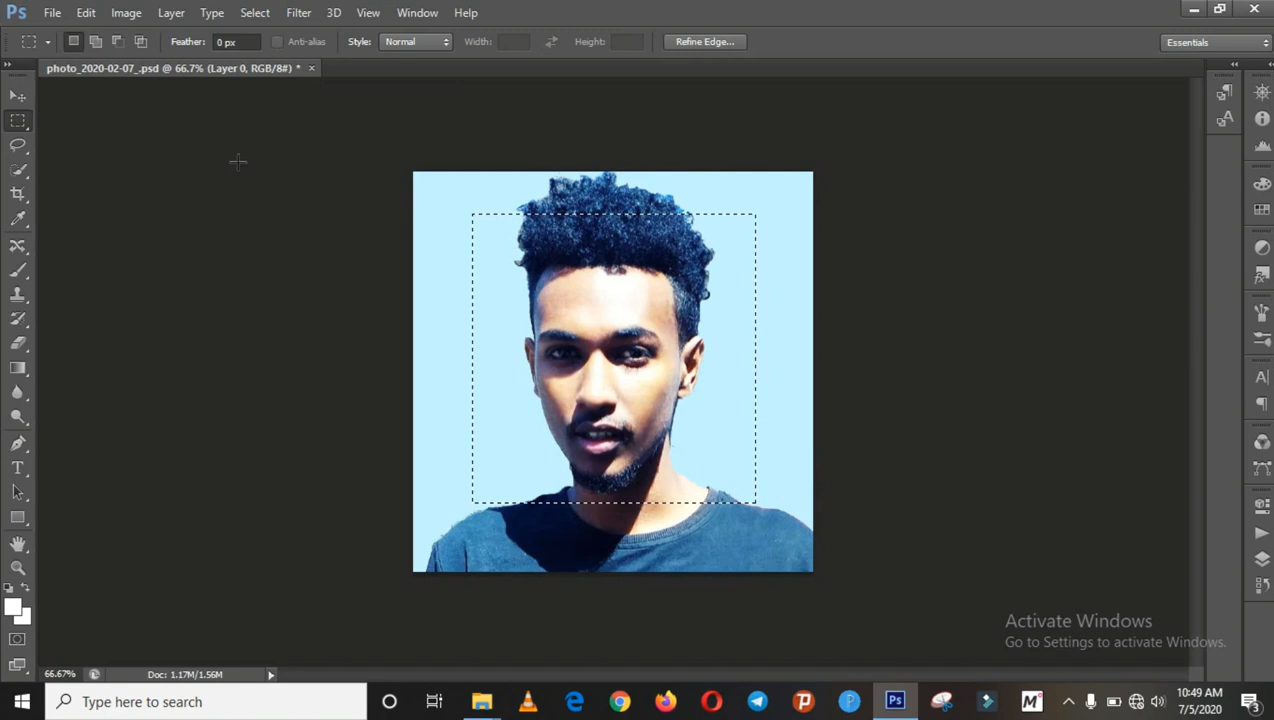 Ps File Edit Image Layer Type Select Filter 3D View Window Help
Feather: 0 px Anti-alias Style: Normal Width: Height: Refine Edge... Essentials
photo_2020-02-07_.psd @ 66.7% (Layer 0, RGB/8#) * ×
Activate Windows
Go to Settings to activate Windows.
66.67% Doc: 1.17M/1.56M
Type here to search
10:49 AM
7/5/2020
3